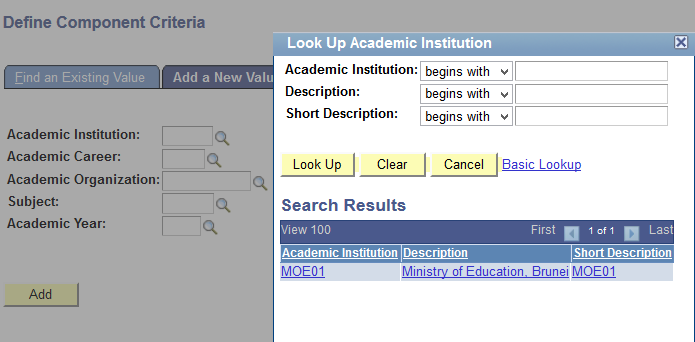 Define Component Criteria
Find an Existing Value
Add a New Valu
Academic Institution:
Academic Career:
Academic Organization:
Subject:
Academic Year:
Add
Look Up Academic Institution
Academic Institution: begins with
Description: begins with
Short Description: begins with
Look Up Clear Cancel Basic Lookup
Search Results
View 100 First 1 of 1 Last
Academic Institution Description Short Description
MOE01 Ministry of Education, Brunei MOE01